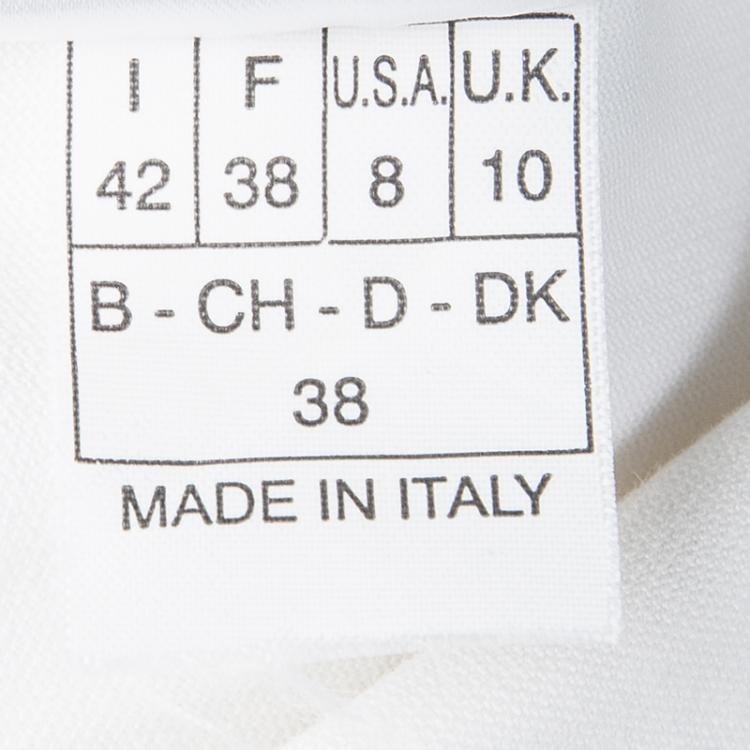 I F U.S.A. U.K.
42 38 8 10
B - CH - D - DK
38
MADE IN ITALY